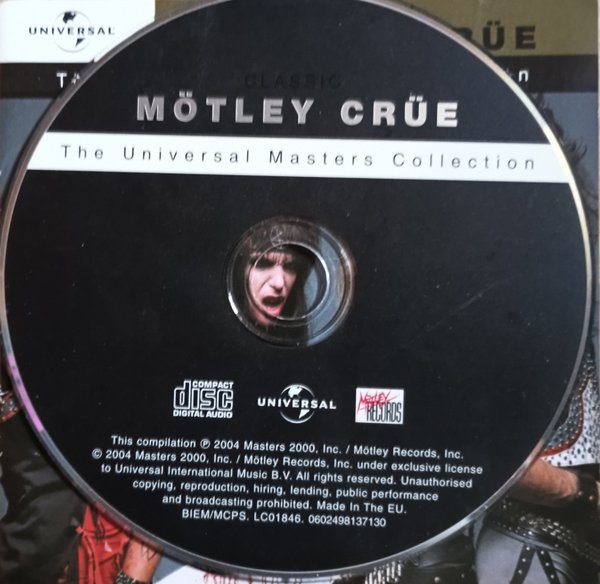 UNIVERSAL
RÜE
T
n
CLASSIC
MÖTLEY CRÜE
The Universal Masters Collection
COMPACT
disc
DIGITAL AUDIO
UNIVERSAL
MÖTLEY
RECORDS
This compilation ℗ 2004 Masters 2000, Inc. / Mötley Records, Inc.
© 2004 Masters 2000, Inc. / Mötley Records, Inc. under exclusive license
to Universal International Music B.V. All rights reserved. Unauthorised
copying, reproduction, hiring, lending, public performance
and broadcasting prohibited. Made In The EU.
BIEM/MCPS. LC01846. 0602498137130